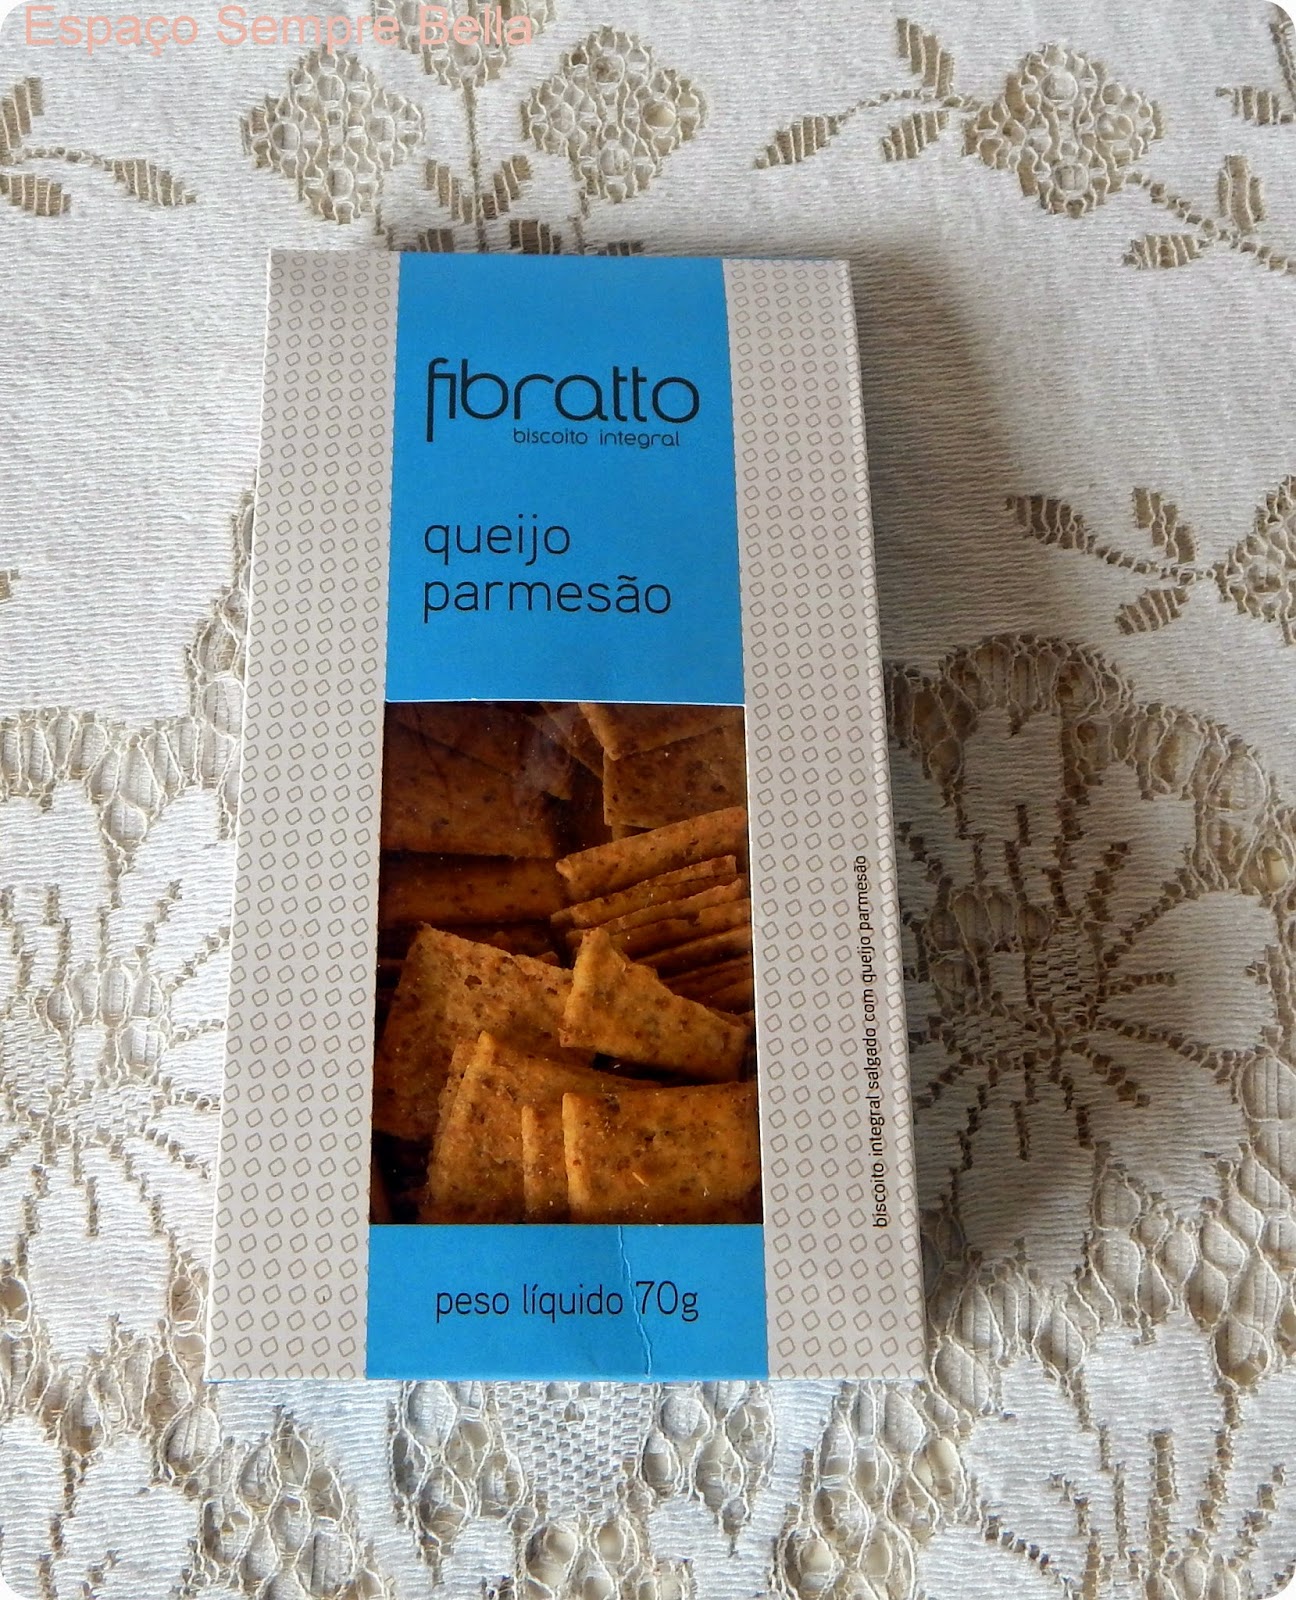 Espaço Sempre Bella
fibratto
biscoito integral
queijo
parmesão
biscoito integral salgado com queijo parmesão
peso líquido 70g